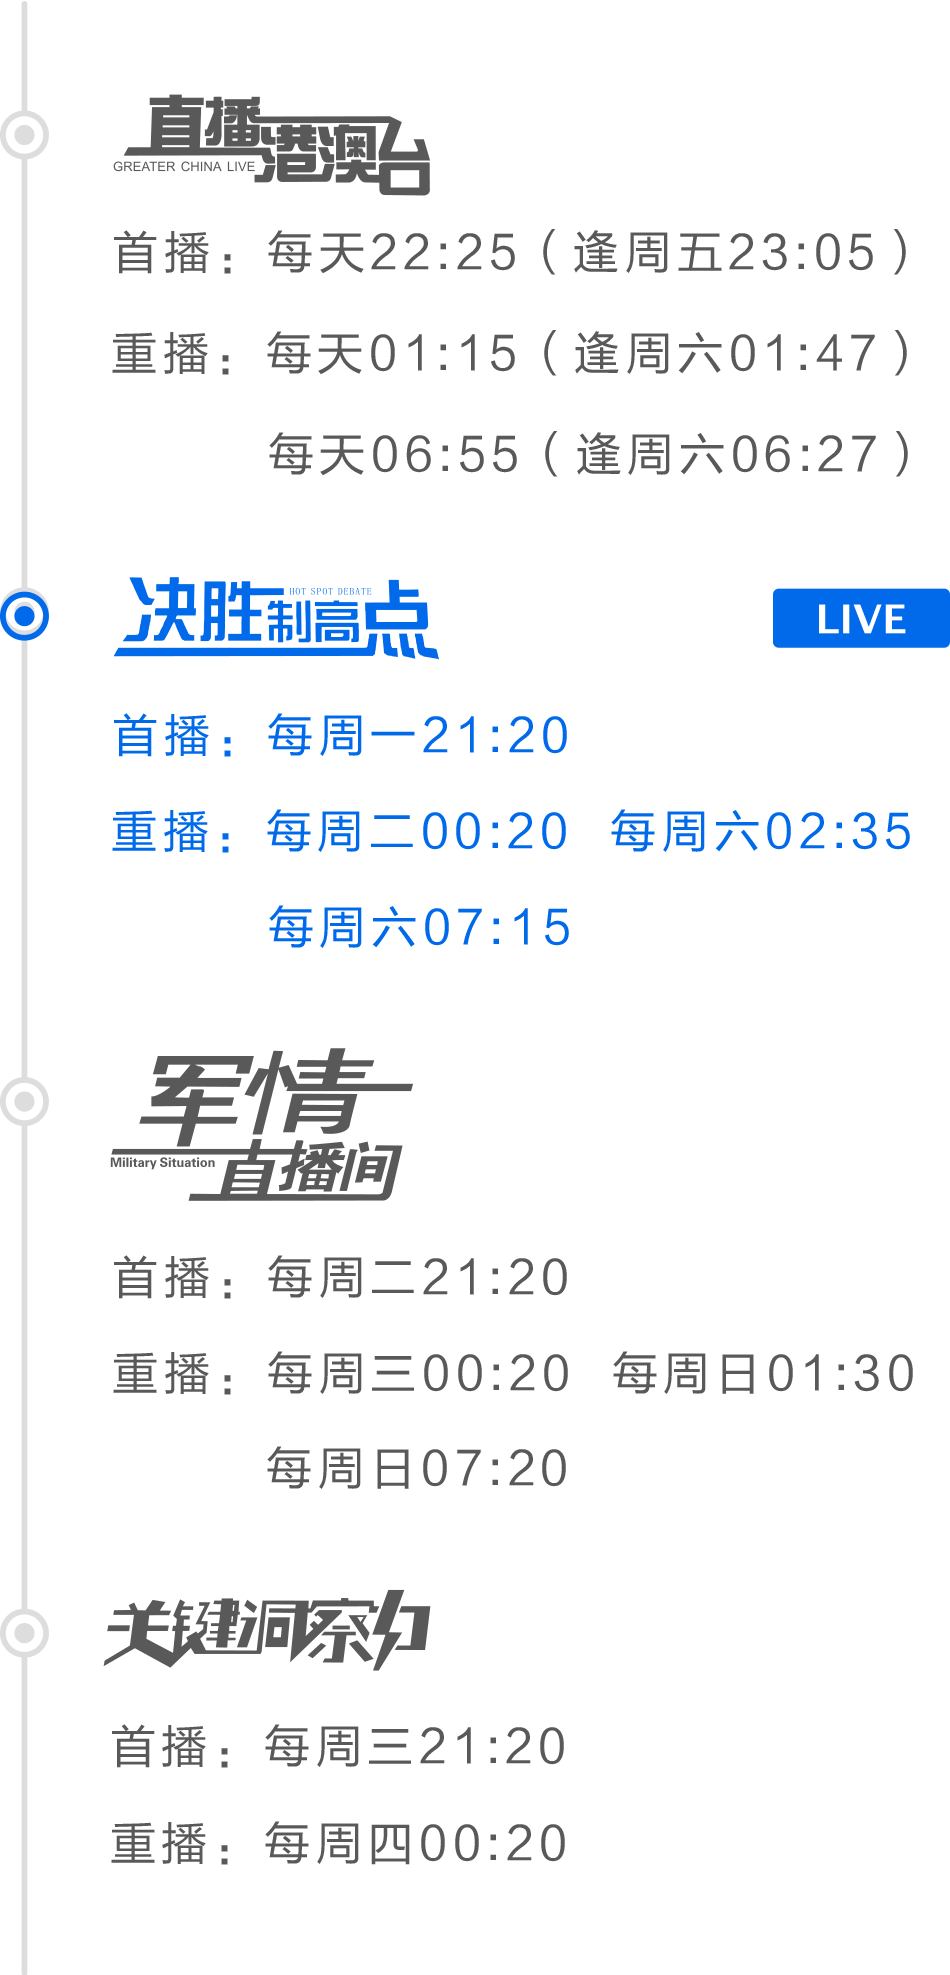 直播港澳台
GREATER CHINA LIVE
首播：每天22:25（逢周五23:05）
重播：每天01:15（逢周六01:47）
每天06:55（逢周六06:27）
决胜制高点
HOT SPOT DEBATE
LIVE
首播：每周一21:20
重播：每周二00:20 每周六02:35
每周六07:15
军情
Military Situation
直播间
首播：每周二21:20
重播：每周三00:20 每周日01:30
每周日07:20
关键洞察力
首播：每周三21:20
重播：每周四00:20